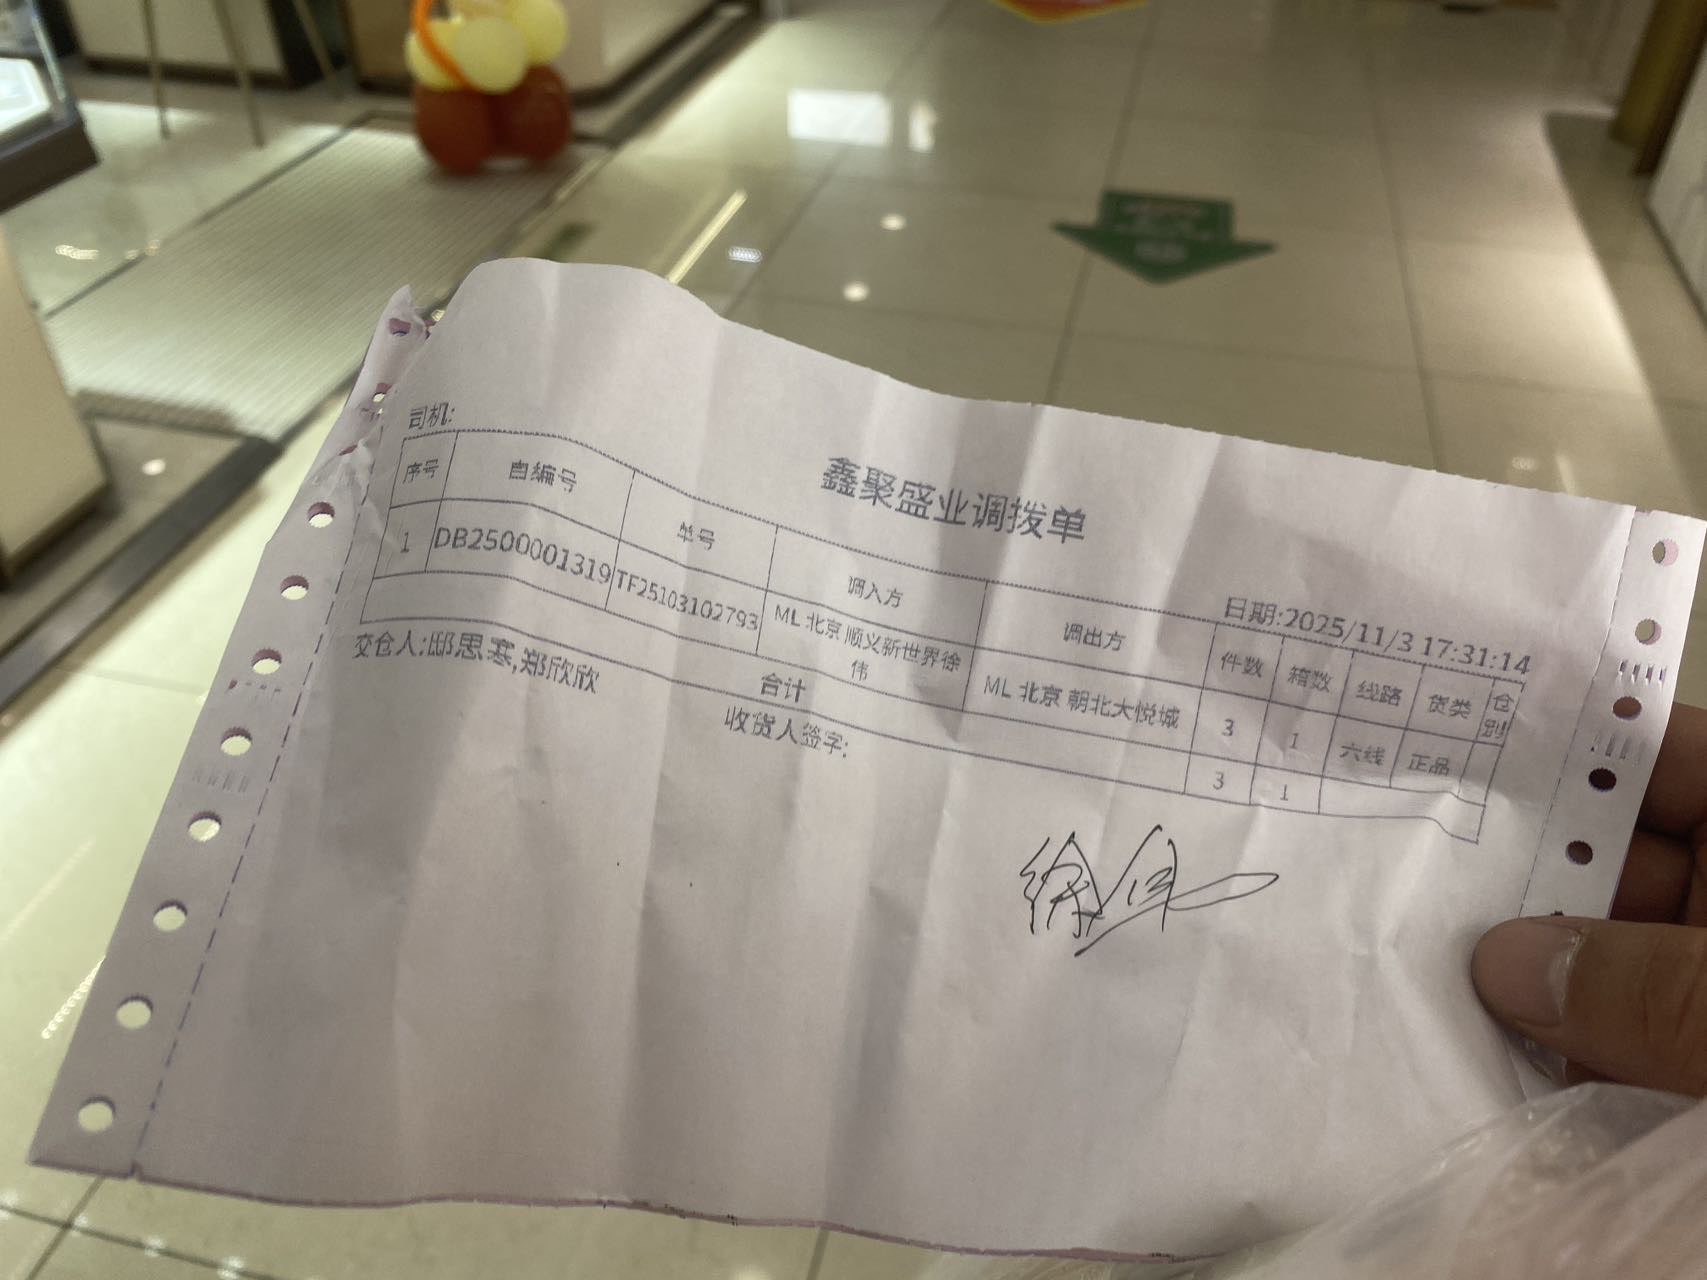 鑫聚盛业调拨单
司机:
日期:2025/11/3 17:31:14
序号 自编号 单号 调入方 调出方 件数 箱数 线路 货类 仓别
1 DB2500001319 TF25103102793 ML 北京 顺义新世界徐伟 ML 北京 朝北大悦城 3 1 六线 正品
合计 3 1
交仓人:邸思寒,郑欣欣 收货人签字:
徐伟